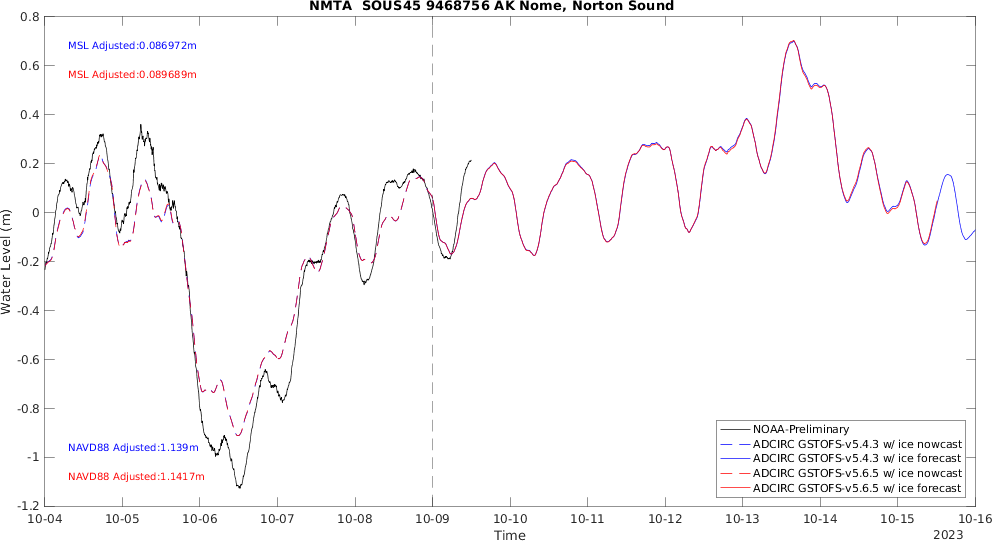 NMTA SOUS45 9468756 AK Nome, Norton Sound
0.8
MSL Adjusted:0.086972m
MSL Adjusted:0.089689m
0.6
0.4
0.2
0
-0.2
-0.4
-0.6
-0.8
-1
-1.2
Water Level (m)
NAVD88 Adjusted:1.139m
NAVD88 Adjusted:1.1417m
NOAA-Preliminary
ADCIRC GSTOFS-v5.4.3 w/ ice nowcast
ADCIRC GSTOFS-v5.4.3 w/ ice forecast
ADCIRC GSTOFS-v5.6.5 w/ ice nowcast
ADCIRC GSTOFS-v5.6.5 w/ ice forecast
10-04 10-05 10-06 10-07 10-08 10-09 10-10 10-11 10-12 10-13 10-14 10-15 10-16
Time
2023